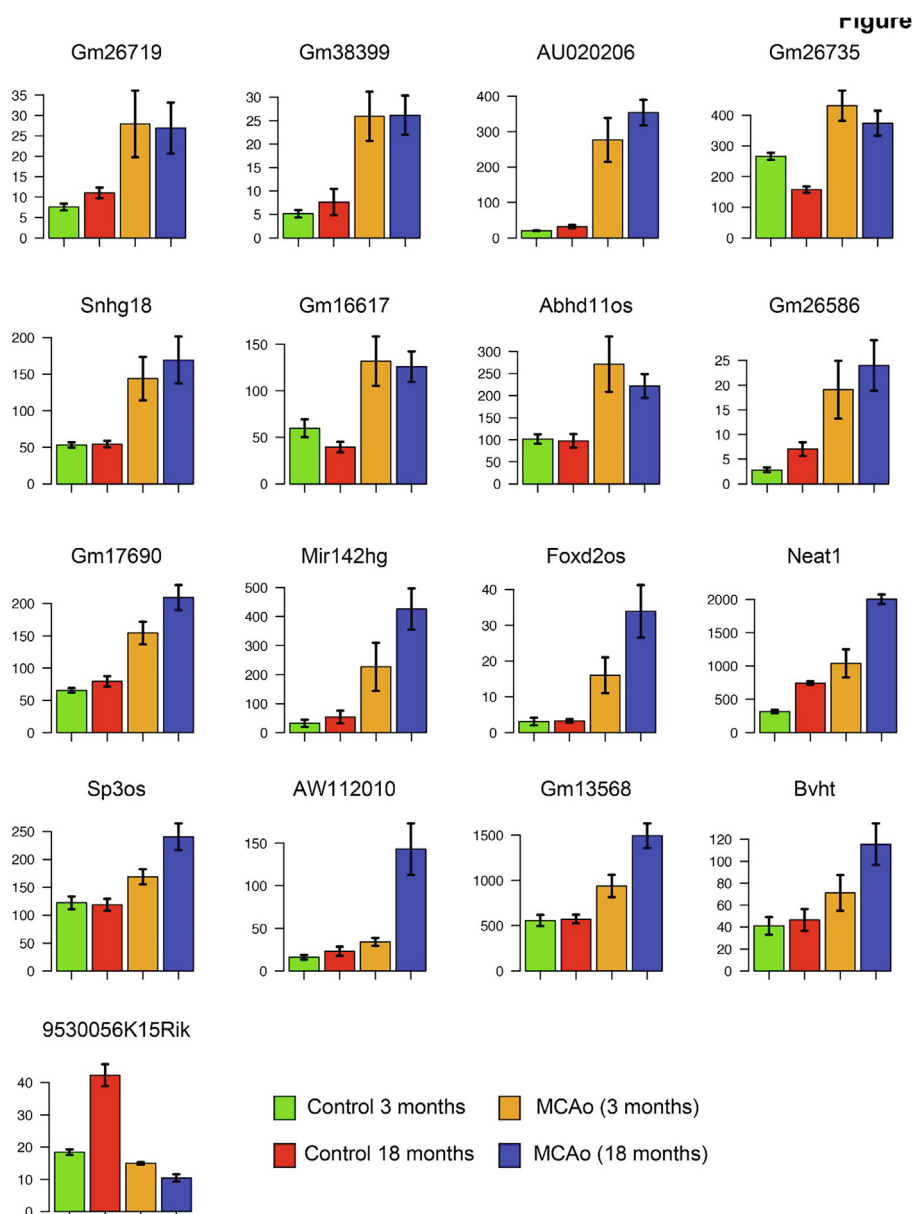 Figure
Gm26719 Gm38399 AU020206 Gm26735
35 30 25 20 15 10 5 0
30 25 20 15 10 5 0
400 300 200 100 0
400 300 200 100 0
Snhg18 Gm16617 Abhd11os Gm26586
200 150 100 50 0
150 100 50 0
300 250 200 150 100 50 0
25 20 15 10 5 0
Gm17690 Mir142hg Foxd2os Neat1
200 150 100 50 0
500 400 300 200 100 0
40 30 20 10 0
2000 1500 1000 500 0
Sp3os AW112010 Gm13568 Bvht
250 200 150 100 50 0
150 100 50 0
1500 1000 500 0
120 100 80 60 40 20 0
9530056K15Rik
40 30 20 10 0
Control 3 months MCAo (3 months)
Control 18 months MCAo (18 months)